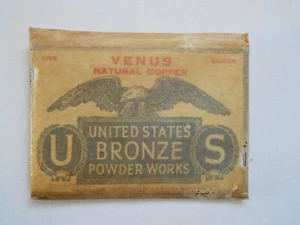 VENUS
NATURAL COPPER
UNITED STATES
U BRONZE S
POWDER WORKS